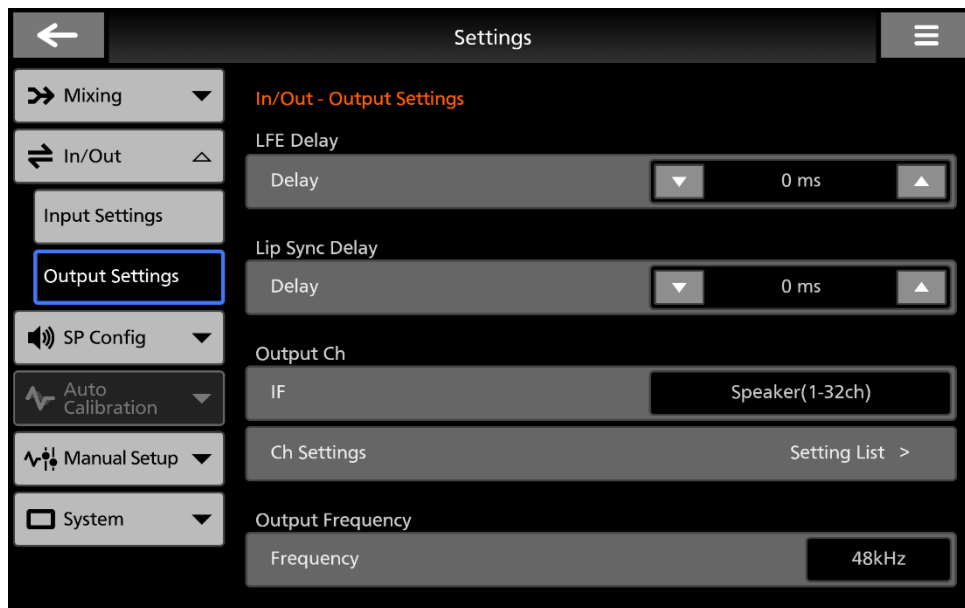 Settings
Mixing
In/Out
Input Settings
Output Settings
SP Config
Auto
Calibration
Manual Setup
System
In/Out - Output Settings
LFE Delay
Delay 0 ms
Lip Sync Delay
Delay 0 ms
Output Ch
IF Speaker(1-32ch)
Ch Settings Setting List >
Output Frequency
Frequency 48kHz